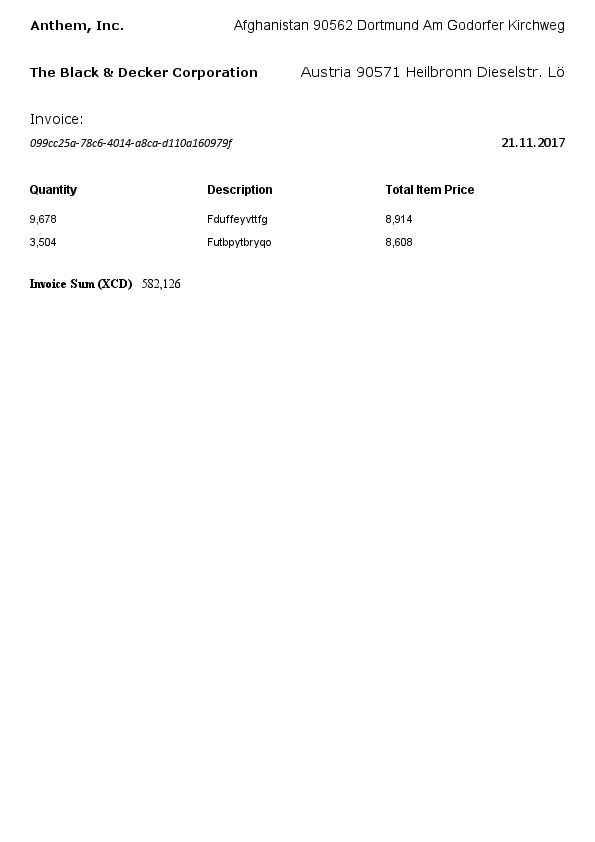 Anthem, Inc. Afghanistan 90562 Dortmund Am Godorfer Kirchweg
The Black & Decker Corporation Austria 90571 Heilbronn Dieselstr. Lö
Invoice:
099cc25a-78c6-4014-a8ca-d110a160979f 21.11.2017
Quantity Description Total Item Price
9,678 Fduffeyvttfg 8,914
3,504 Futbpytbryqo 8,608
Invoice Sum (XCD) 582,126